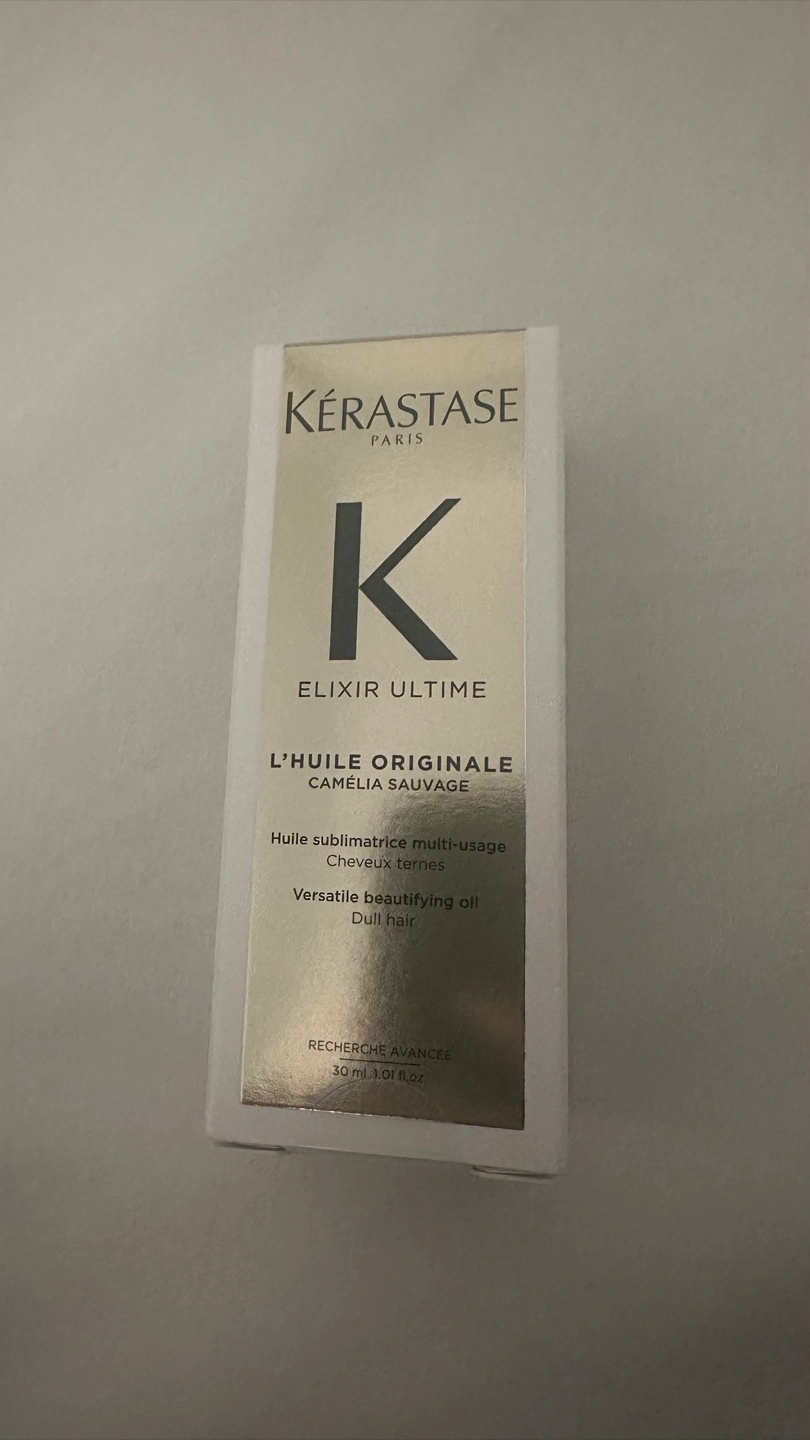 KÉRASTASE
PARIS
K
ELIXIR ULTIME
L'HUILE ORIGINALE
CAMÉLIA SAUVAGE
Huile sublimatrice multi-usage
Cheveux ternes
Versatile beautifying oil
Dull hair
RECHERCHE AVANCÉE
30 ml 1.01 fl.oz.